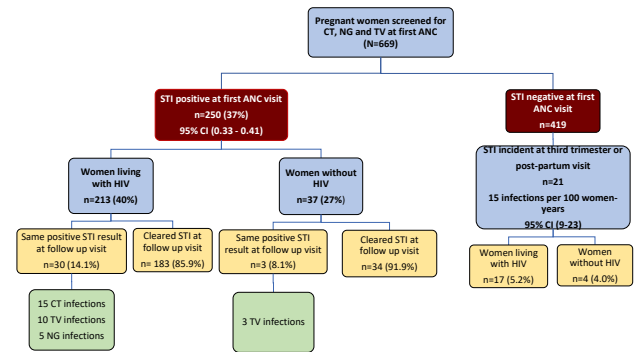 Pregnant women screened for
CT, NG and TV at first ANC
(N=669)
STI positive at first ANC visit
n=250 (37%)
95% CI (0.33 - 0.41)
STI negative at first
ANC visit
n=419
Women living
with HIV
n=213 (40%)
Women without
HIV
n=37 (27%)
STI incident at third trimester or
post-partum visit
n=21
15 infections per 100 women-
years
95% CI (9-23)
Same positive STI result
at follow up visit
n=30 (14.1%)
Cleared STI at
follow up visit
n= 183 (85.9%)
Same positive STI
result at follow up visit
n=3 (8.1%)
Cleared STI at
follow up visit
n=34 (91.9%)
Women living
with HIV
n=17 (5.2%)
Women
without HIV
n=4 (4.0%)
15 CT infections
10 TV infections
5 NG infections
3 TV infections